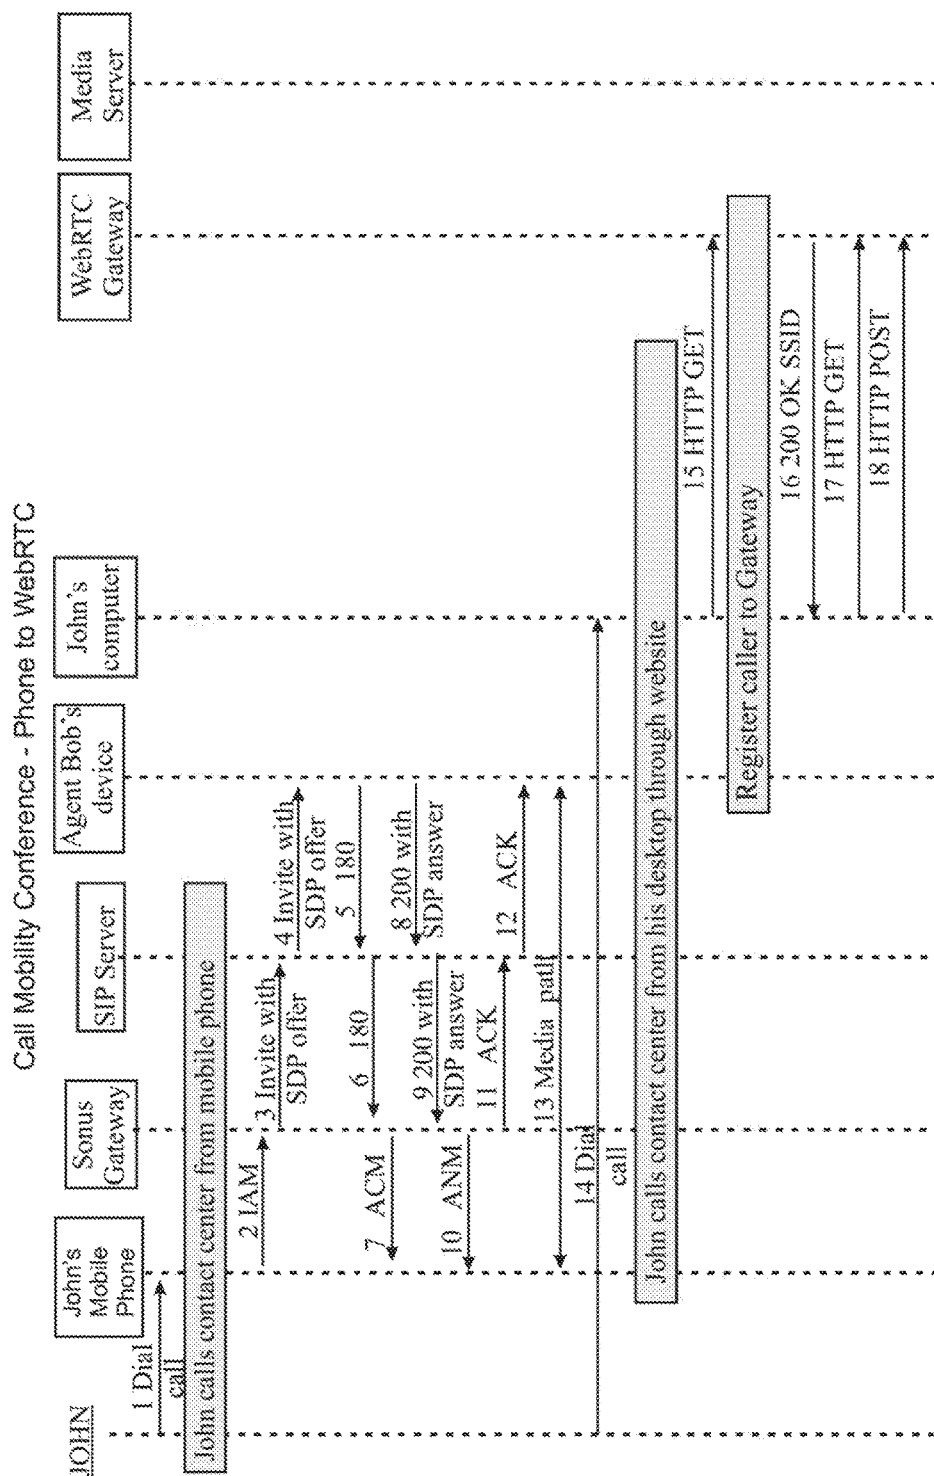 Call Mobility Conference - Phone to WebRTC
JOHN
John's
Mobile
Phone
Sonus
Gateway
SIP Server
Agent Bob's
device
John's
computer
WebRTC
Gateway
Media
Server
1 Dial
call
John calls contact center from mobile phone
2 IAM
3 Invite with
SDP offer
4 Invite with
SDP offer
5 180
6 180
7 ACM
8 200 with
SDP answer
9 200 with
SDP answer
10 ANM
11 ACK
12 ACK
13 Media path
14 Dial
call
John calls contact center from his desktop through website
15 HTTP GET
Register caller to Gateway
16 200 OK SSID
17 HTTP GET
18 HTTP POST